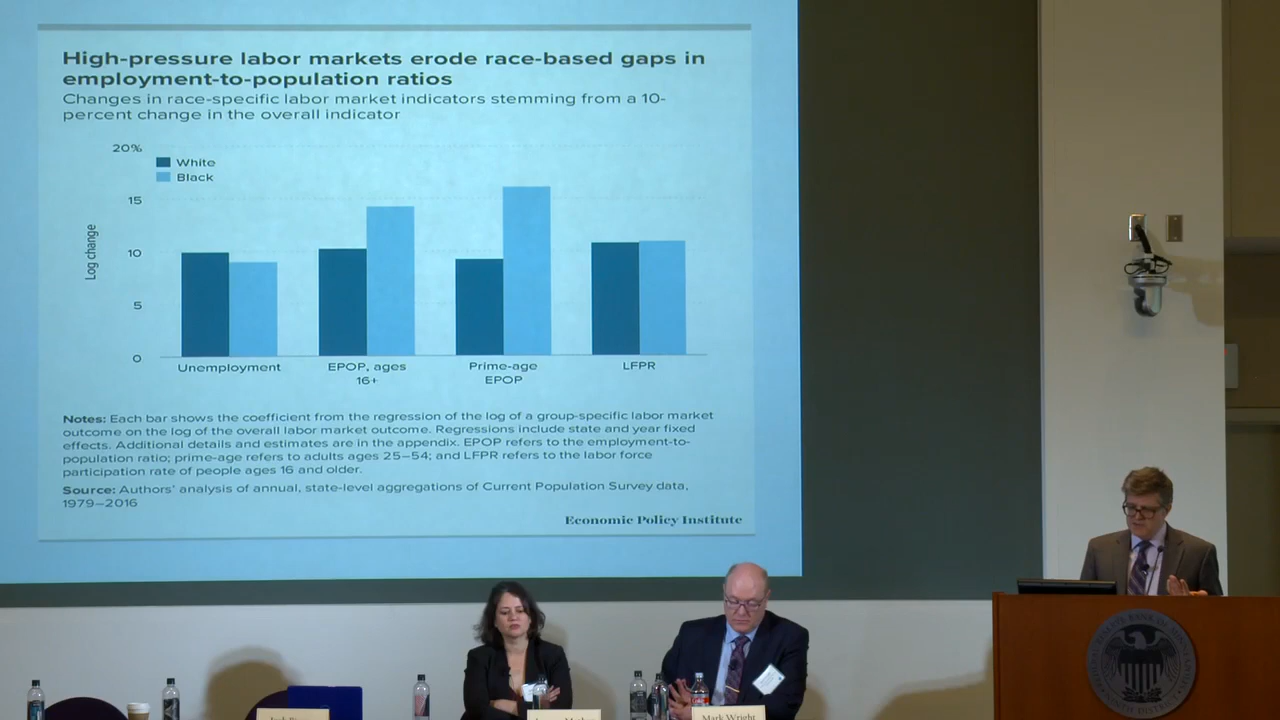 High-pressure labor markets erode race-based gaps in
employment-to-population ratios
Changes in race-specific labor market indicators stemming from a 10-
percent change in the overall indicator
20%
White
Black
15
10
5
0
Log change
Unemployment
EPOP, ages
16+
Prime-age
EPOP
LFPR
Notes: Each bar shows the coefficient from the regression of the log of a group-specific labor market
outcome on the log of the overall labor market outcome. Regressions include state and year fixed
effects. Additional details and estimates are in the appendix. EPOP refers to the employment-to-
population ratio; prime-age refers to adults ages 25–54; and LFPR refers to the labor force
participation rate of people ages 16 and older.
Source: Authors' analysis of annual, state-level aggregations of Current Population Survey data,
1979–2016
Economic Policy Institute
Mark Wright
FEDERAL RESERVE BANK OF MINNEAPOLIS
NINTH DISTRICT